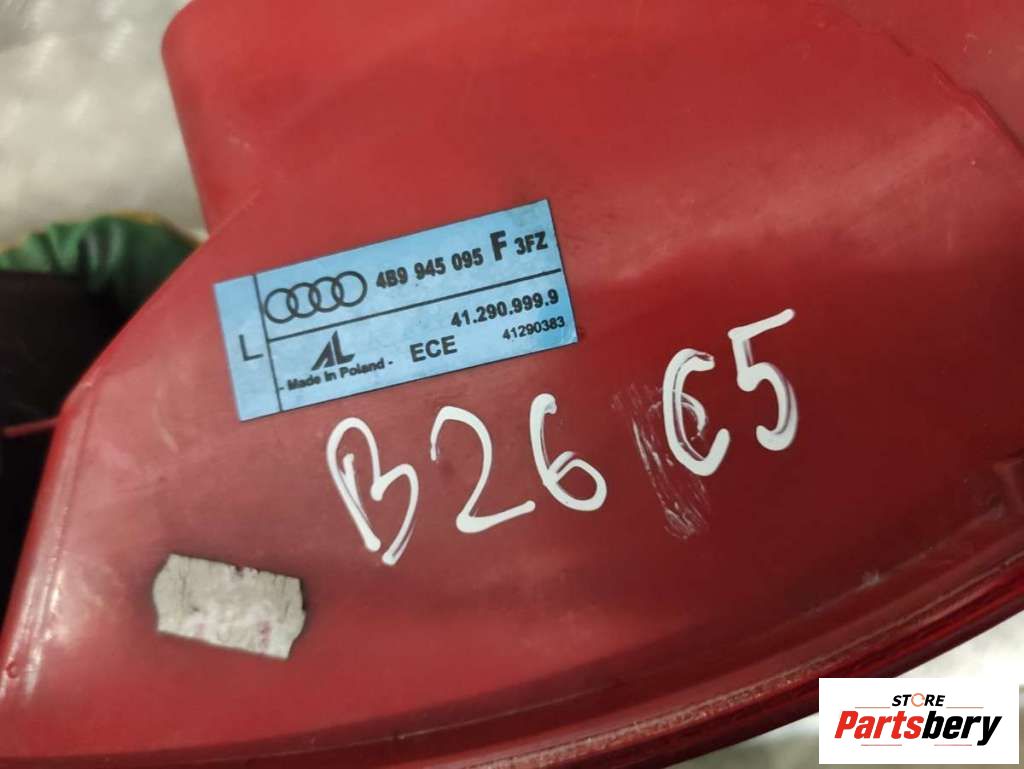 4B9 945 095 F 3FZ
L
41.290.999.9
AL
ECE
41290383
- Made in Poland -
B26 C5
STORE
Partsbery